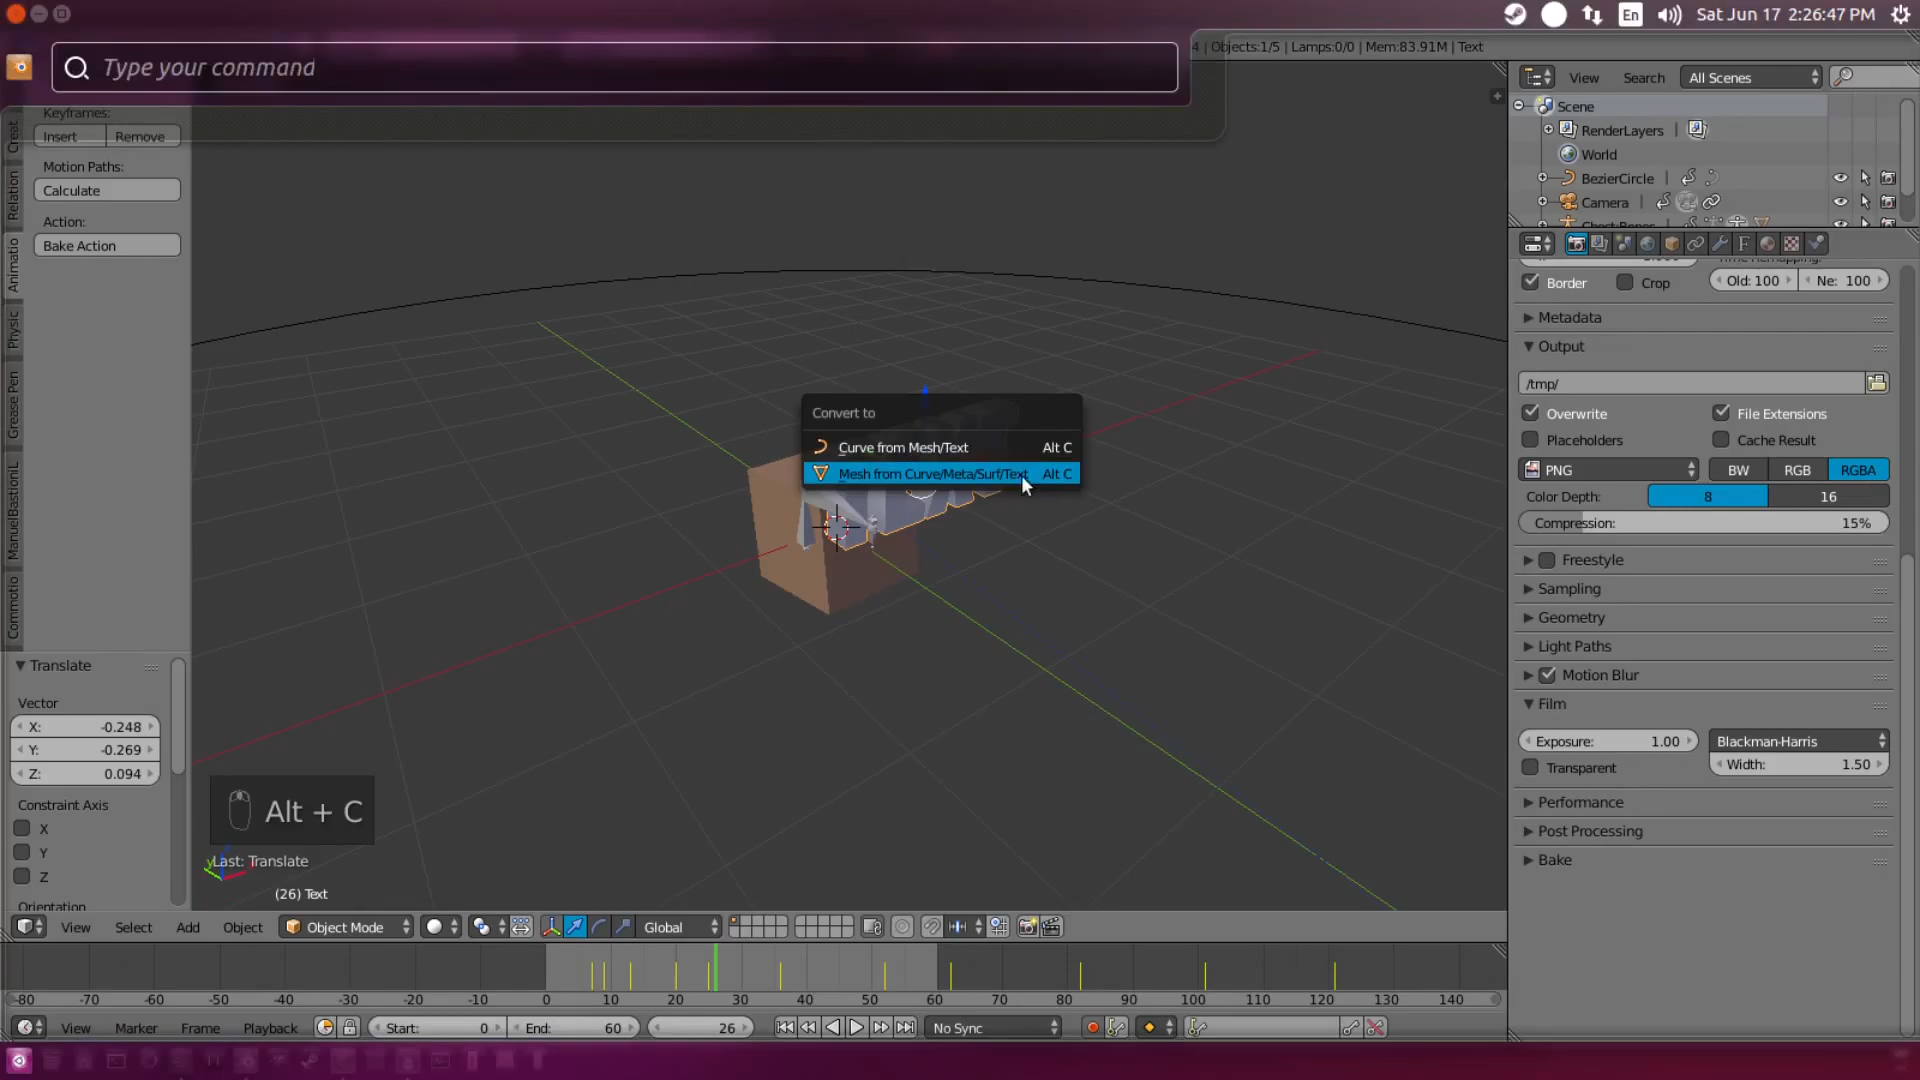 En
Sat Jun 17 2:26:47 PM
Type your command
4 | Objects:1/5 | Lamps:0/0 | Mem:83.91M | Text
View
Search
All Scenes
Scene
RenderLayers
World
BezierCircle
Camera
Keyframes:
Insert
Remove
Motion Paths:
Calculate
Action:
Bake Action
Creat
Relation
Animatio
Physic
Grease Pen
ManuelBastioniL
Commotio
Convert to
Curve from Mesh/Text Alt C
Mesh from Curve/Meta/Surf/Text Alt C
Border
Crop
Old: 100
Ne: 100
Metadata
Output
/tmp/
Overwrite
File Extensions
Placeholders
Cache Result
PNG
BW
RGB
RGBA
Color Depth:
8
16
Compression: 15%
Freestyle
Sampling
Geometry
Light Paths
Motion Blur
Film
Exposure: 1.00
Blackman-Harris
Transparent
Width: 1.50
Performance
Post Processing
Bake
Translate
Vector
X: -0.248
Y: -0.269
Z: 0.094
Constraint Axis
X
Y
Z
Orientation
Alt + C
Last: Translate
(26) Text
View
Select
Add
Object
Object Mode
Global
-80 -70 -60 -50 -40 -30 -20 -10 0 10 20 30 40 50 60 70 80 90 100 110 120 130 140
View
Marker
Frame
Playback
Start: 0
End: 60
26
No Sync